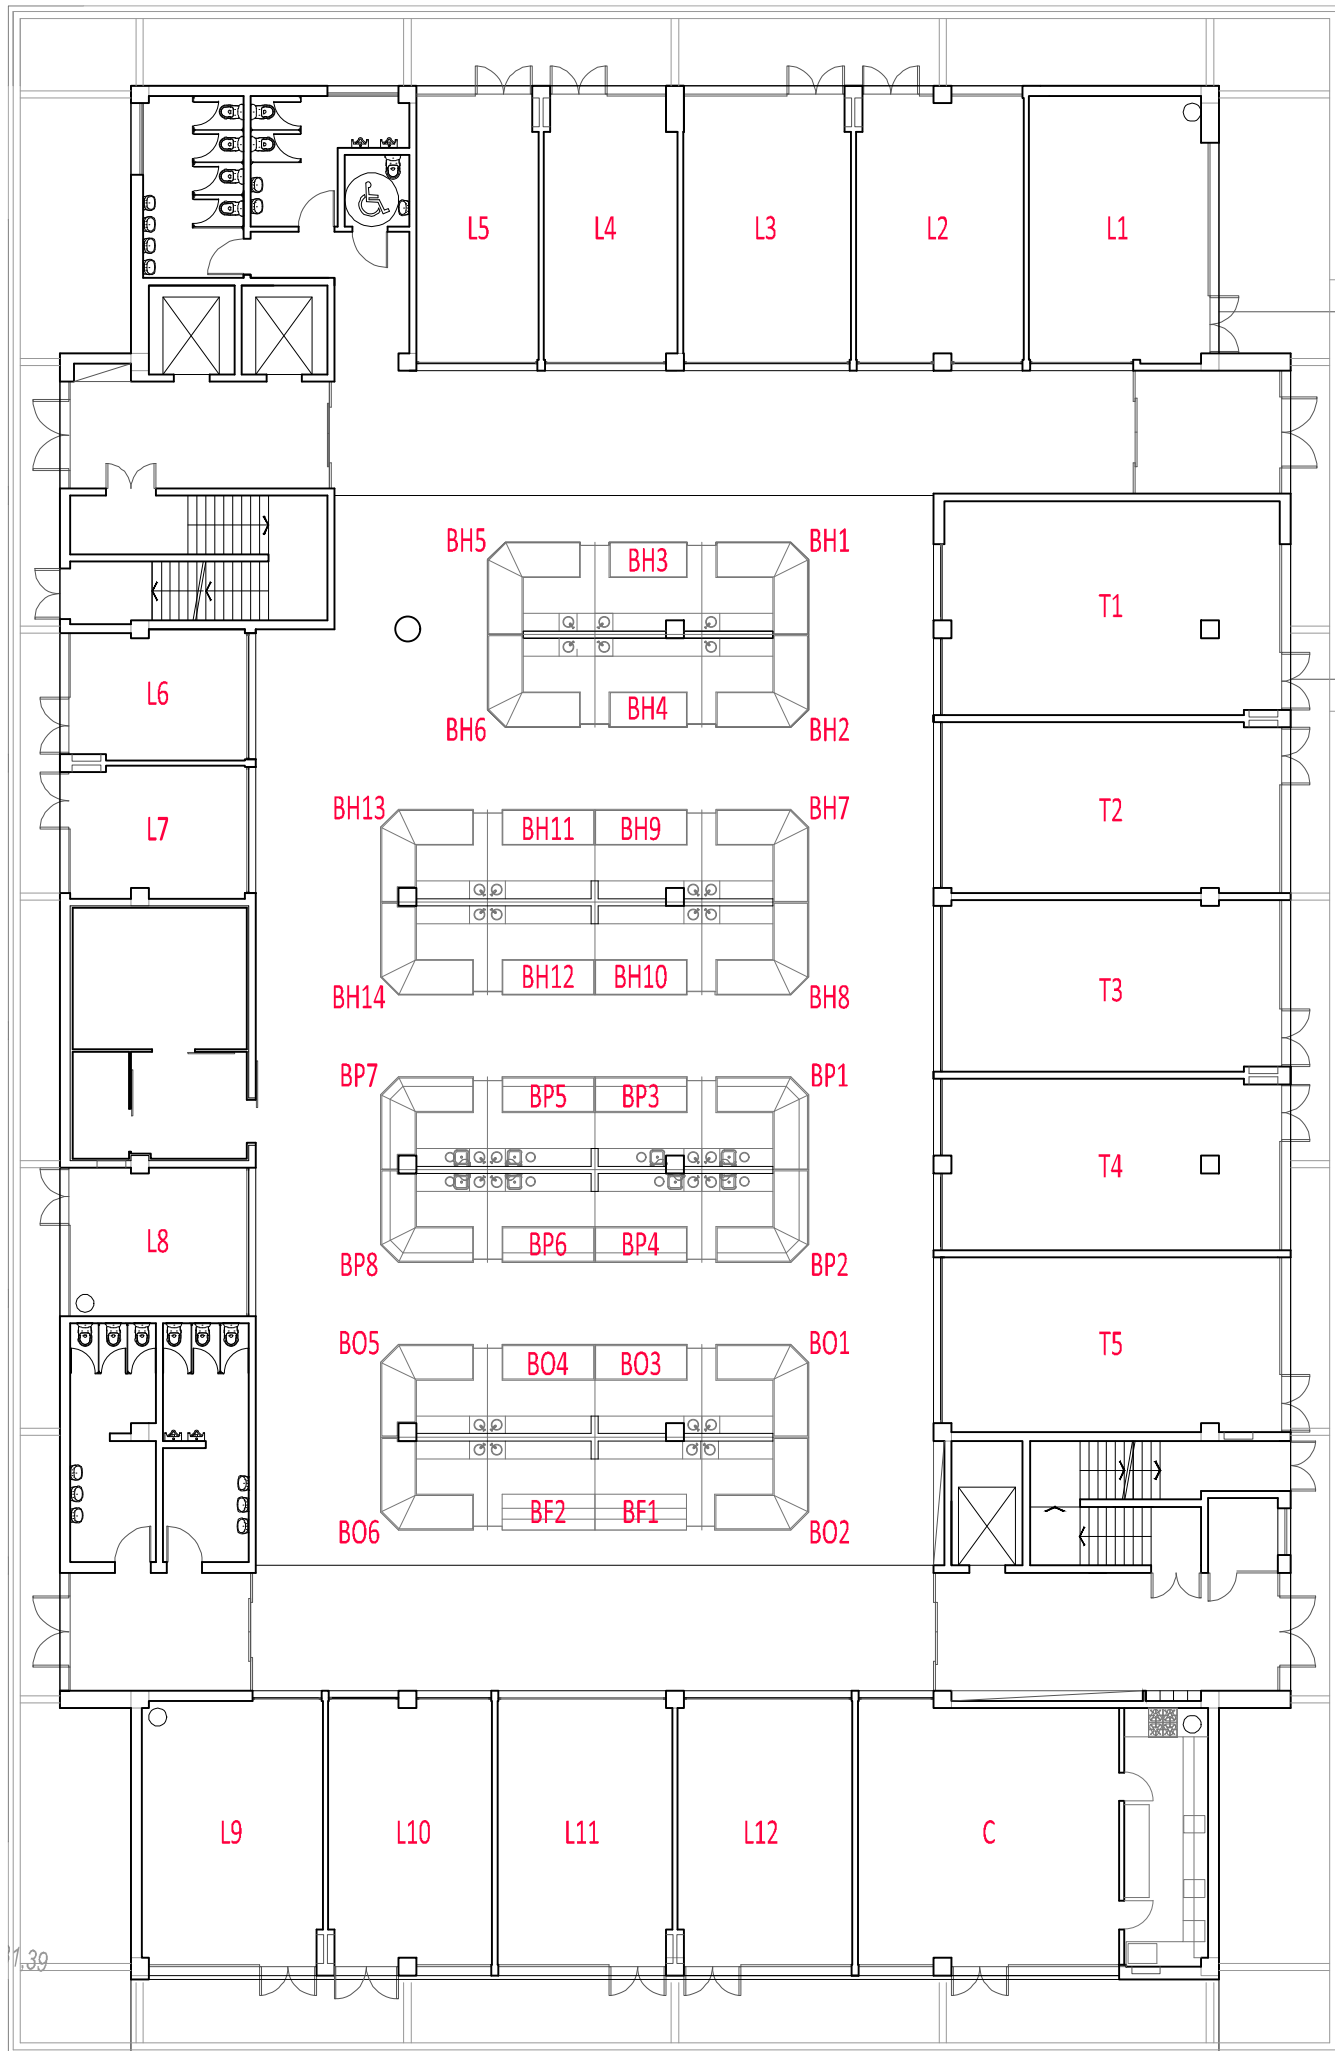 L5 L4 L3 L2 L1
BH5 BH3 BH1
T1
L6
BH6 BH4 BH2
BH13 BH11 BH9 BH7
L7 T2
BH14 BH12 BH10 BH8
T3
BP7 BP5 BP3 BP1
T4
L8
BP8 BP6 BP4 BP2
BO5 BO4 BO3 BO1
T5
BO6 BF2 BF1 BO2
L9 L10 L11 L12 C